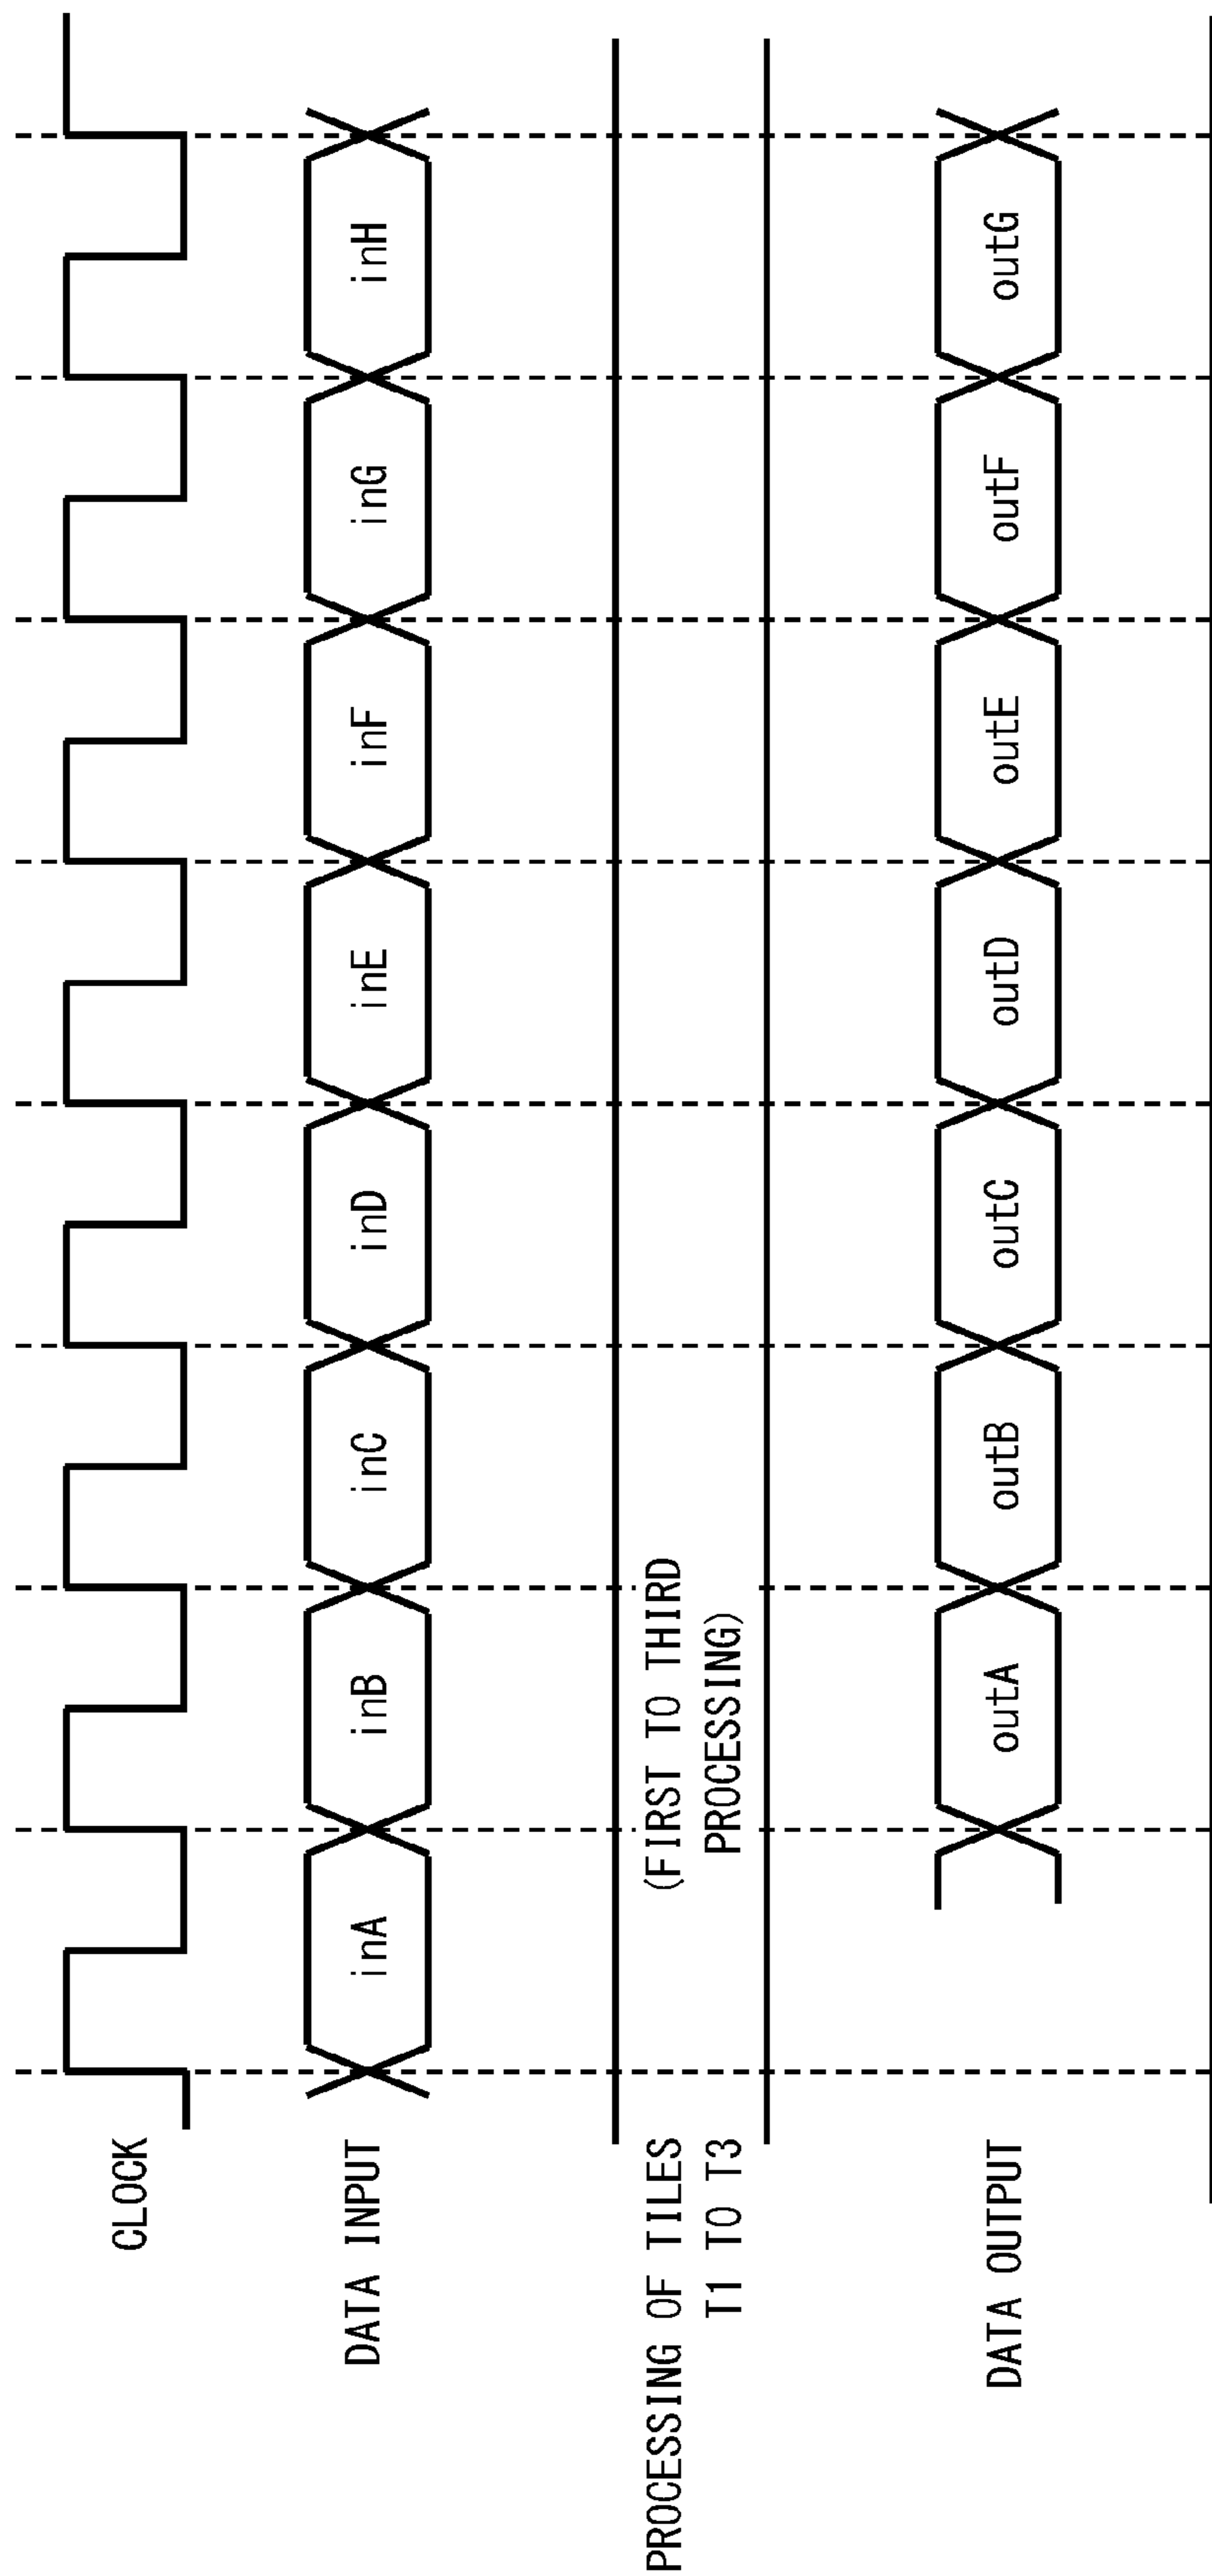 CLOCK
DATA INPUT
inA
inB
inC
inD
inE
inF
inG
inH
PROCESSING OF TILES
T1 TO T3
(FIRST TO THIRD
PROCESSING)
DATA OUTPUT
outA
outB
outC
outD
outE
outF
outG